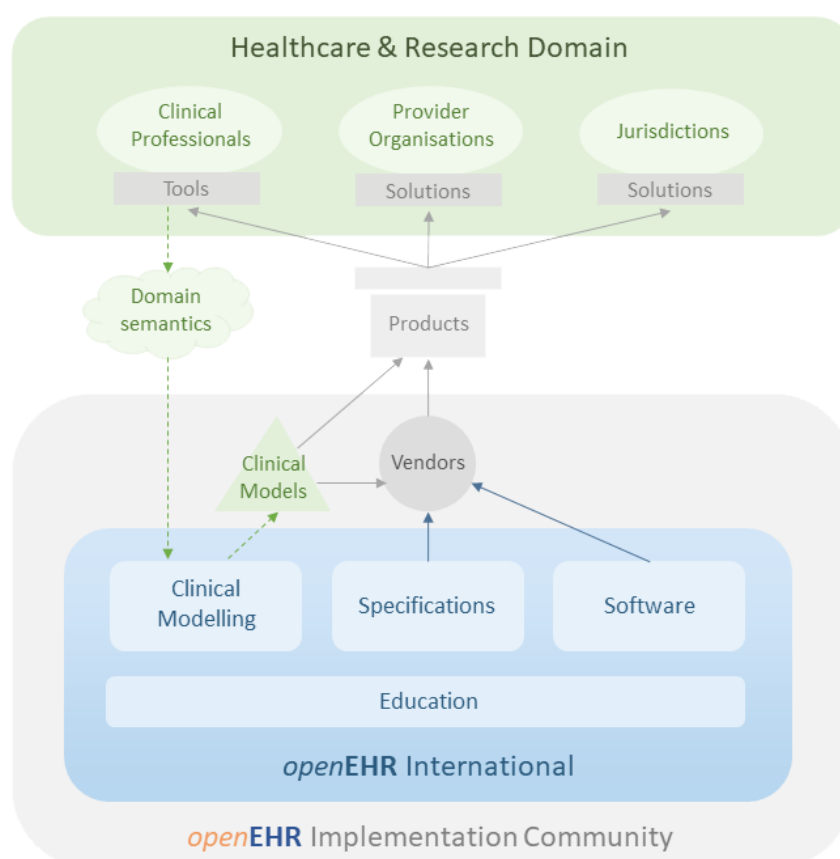 Healthcare & Research Domain
Clinical
Professionals
Provider
Organisations
Jurisdictions
Tools
Solutions
Solutions
Domain
semantics
Products
Clinical
Models
Vendors
Clinical
Modelling
Specifications
Software
Education
openEHR International
openEHR Implementation Community